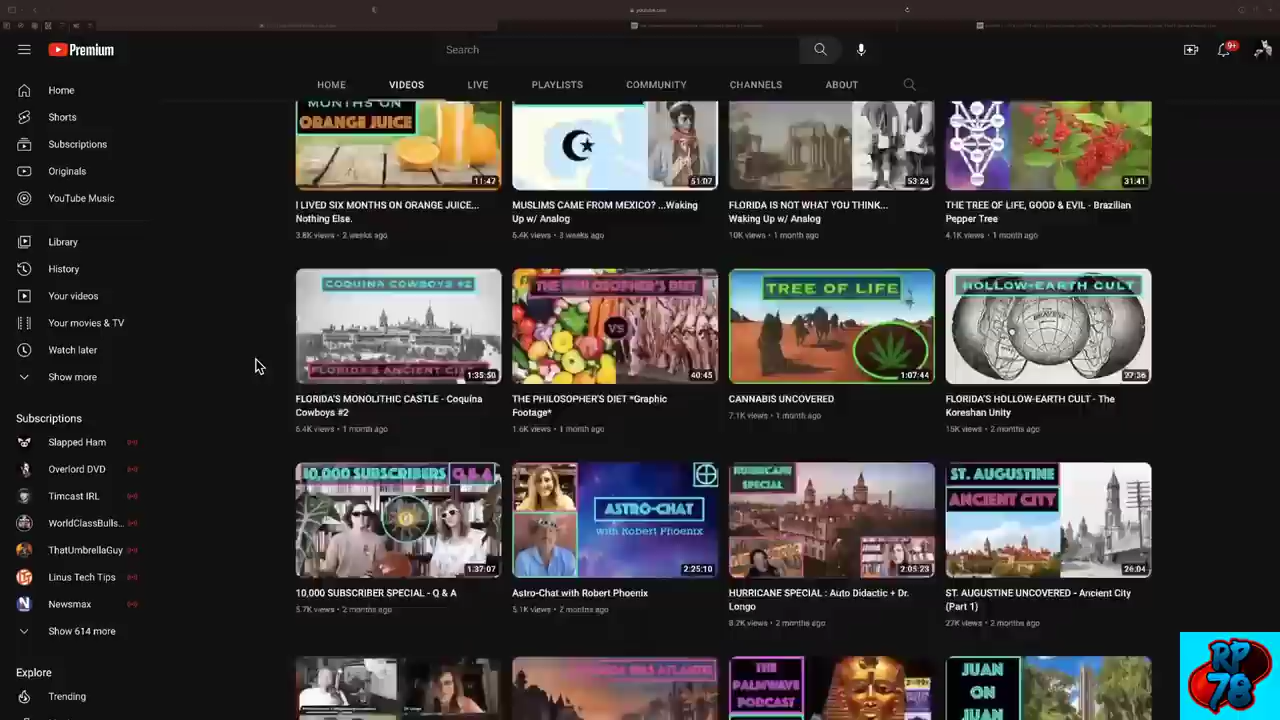 youtube.com
Premium
Search
9+
HOME
VIDEOS
LIVE
PLAYLISTS
COMMUNITY
CHANNELS
ABOUT
Home
Shorts
Subscriptions
Originals
YouTube Music
Library
History
Your videos
Your movies & TV
Watch later
Show more
Subscriptions
Slapped Ham
Overlord DVD
Timcast IRL
WorldClassBulls...
ThatUmbrellaGuy
Linus Tech Tips
Newsmax
Show 614 more
Explore
Trending
MONTHS ON
ORANGE JUICE
11:47
51:07
53:24
31:41
I LIVED SIX MONTHS ON ORANGE JUICE...
Nothing Else.
3.8K views • 2 weeks ago
MUSLIMS CAME FROM MEXICO? ...Waking
Up w/ Analog
5.4K views • 3 weeks ago
FLORIDA IS NOT WHAT YOU THINK...
Waking Up w/ Analog
10K views • 1 month ago
THE TREE OF LIFE, GOOD & EVIL - Brazilian
Pepper Tree
4.1K views • 1 month ago
COQUINA COWBOYS #2
FLORIDA'S ANCIENT
1:35:50
THE PHILOSOPHER'S DIET
VS
40:45
TREE OF LIFE
1:07:44
HOLLOW-EARTH CULT
27:36
FLORIDA'S MONOLITHIC CASTLE - Coquina
Cowboys #2
6.4K views • 1 month ago
THE PHILOSOPHER'S DIET *Graphic
Footage*
1.6K views • 1 month ago
CANNABIS UNCOVERED
7.1K views • 1 month ago
FLORIDA'S HOLLOW-EARTH CULT - The
Koreshan Unity
15K views • 2 months ago
10,000 SUBSCRIBERS Q & A
1:37:07
ASTRO-CHAT
with Robert Phoenix
2:25:10
HURRICANE
SPECIAL
2:05:23
ST. AUGUSTINE
ANCIENT CITY
26:04
10,000 SUBSCRIBER SPECIAL - Q & A
5.7K views • 2 months ago
Astro-Chat with Robert Phoenix
5.1K views • 2 months ago
HURRICANE SPECIAL : Auto Didactic + Dr.
Longo
8.2K views • 2 months ago
ST. AUGUSTINE UNCOVERED - Ancient City
(Part 1)
27K views • 2 months ago
THE
PALMWAVE
PODCAST
JUAN
ON
JUAN
RP
78